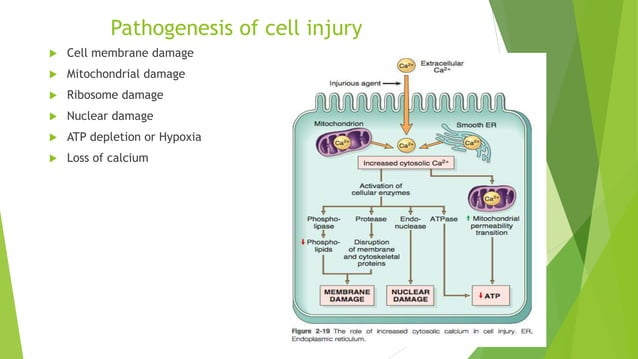 Pathogenesis of cell injury
Cell membrane damage
Mitochondrial damage
Ribosome damage
Nuclear damage
ATP depletion or Hypoxia
Loss of calcium
Ca2+
Extracellular
Ca2+
Injurious agent
Mitochondrion
Smooth ER
Ca2+
Ca2+
Ca2+
Increased cytosolic Ca2+
Activation of
cellular enzymes
Ca2+
Phospho-
lipase
Protease
Endo-
nuclease
ATPase
Mitochondrial
permeability
transition
Phospho-
lipids
Disruption
of membrane
and cytoskeletal
proteins
MEMBRANE
DAMAGE
NUCLEAR
DAMAGE
ATP
Figure 2-19 The role of increased cytosolic calcium in cell injury. ER,
Endoplasmic reticulum.